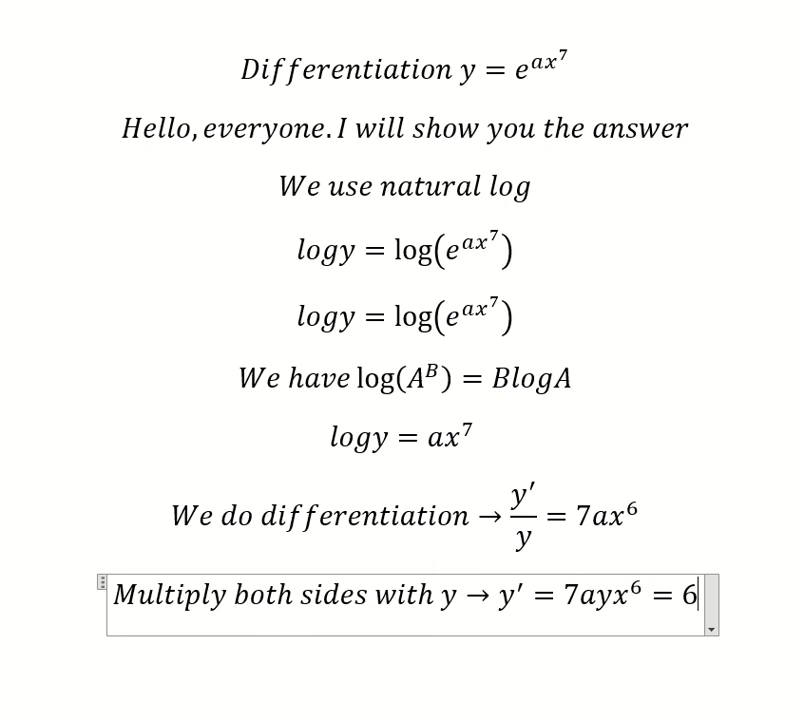 Differentiation y = e^{ax^7}
Hello, everyone. I will show you the answer
We use natural log
logy = log(e^{ax^7})
logy = log(e^{ax^7})
We have log(A^B) = BlogA
logy = ax^7
We do differentiation → y'/y = 7ax^6
Multiply both sides with y → y' = 7ayx^6 = 6